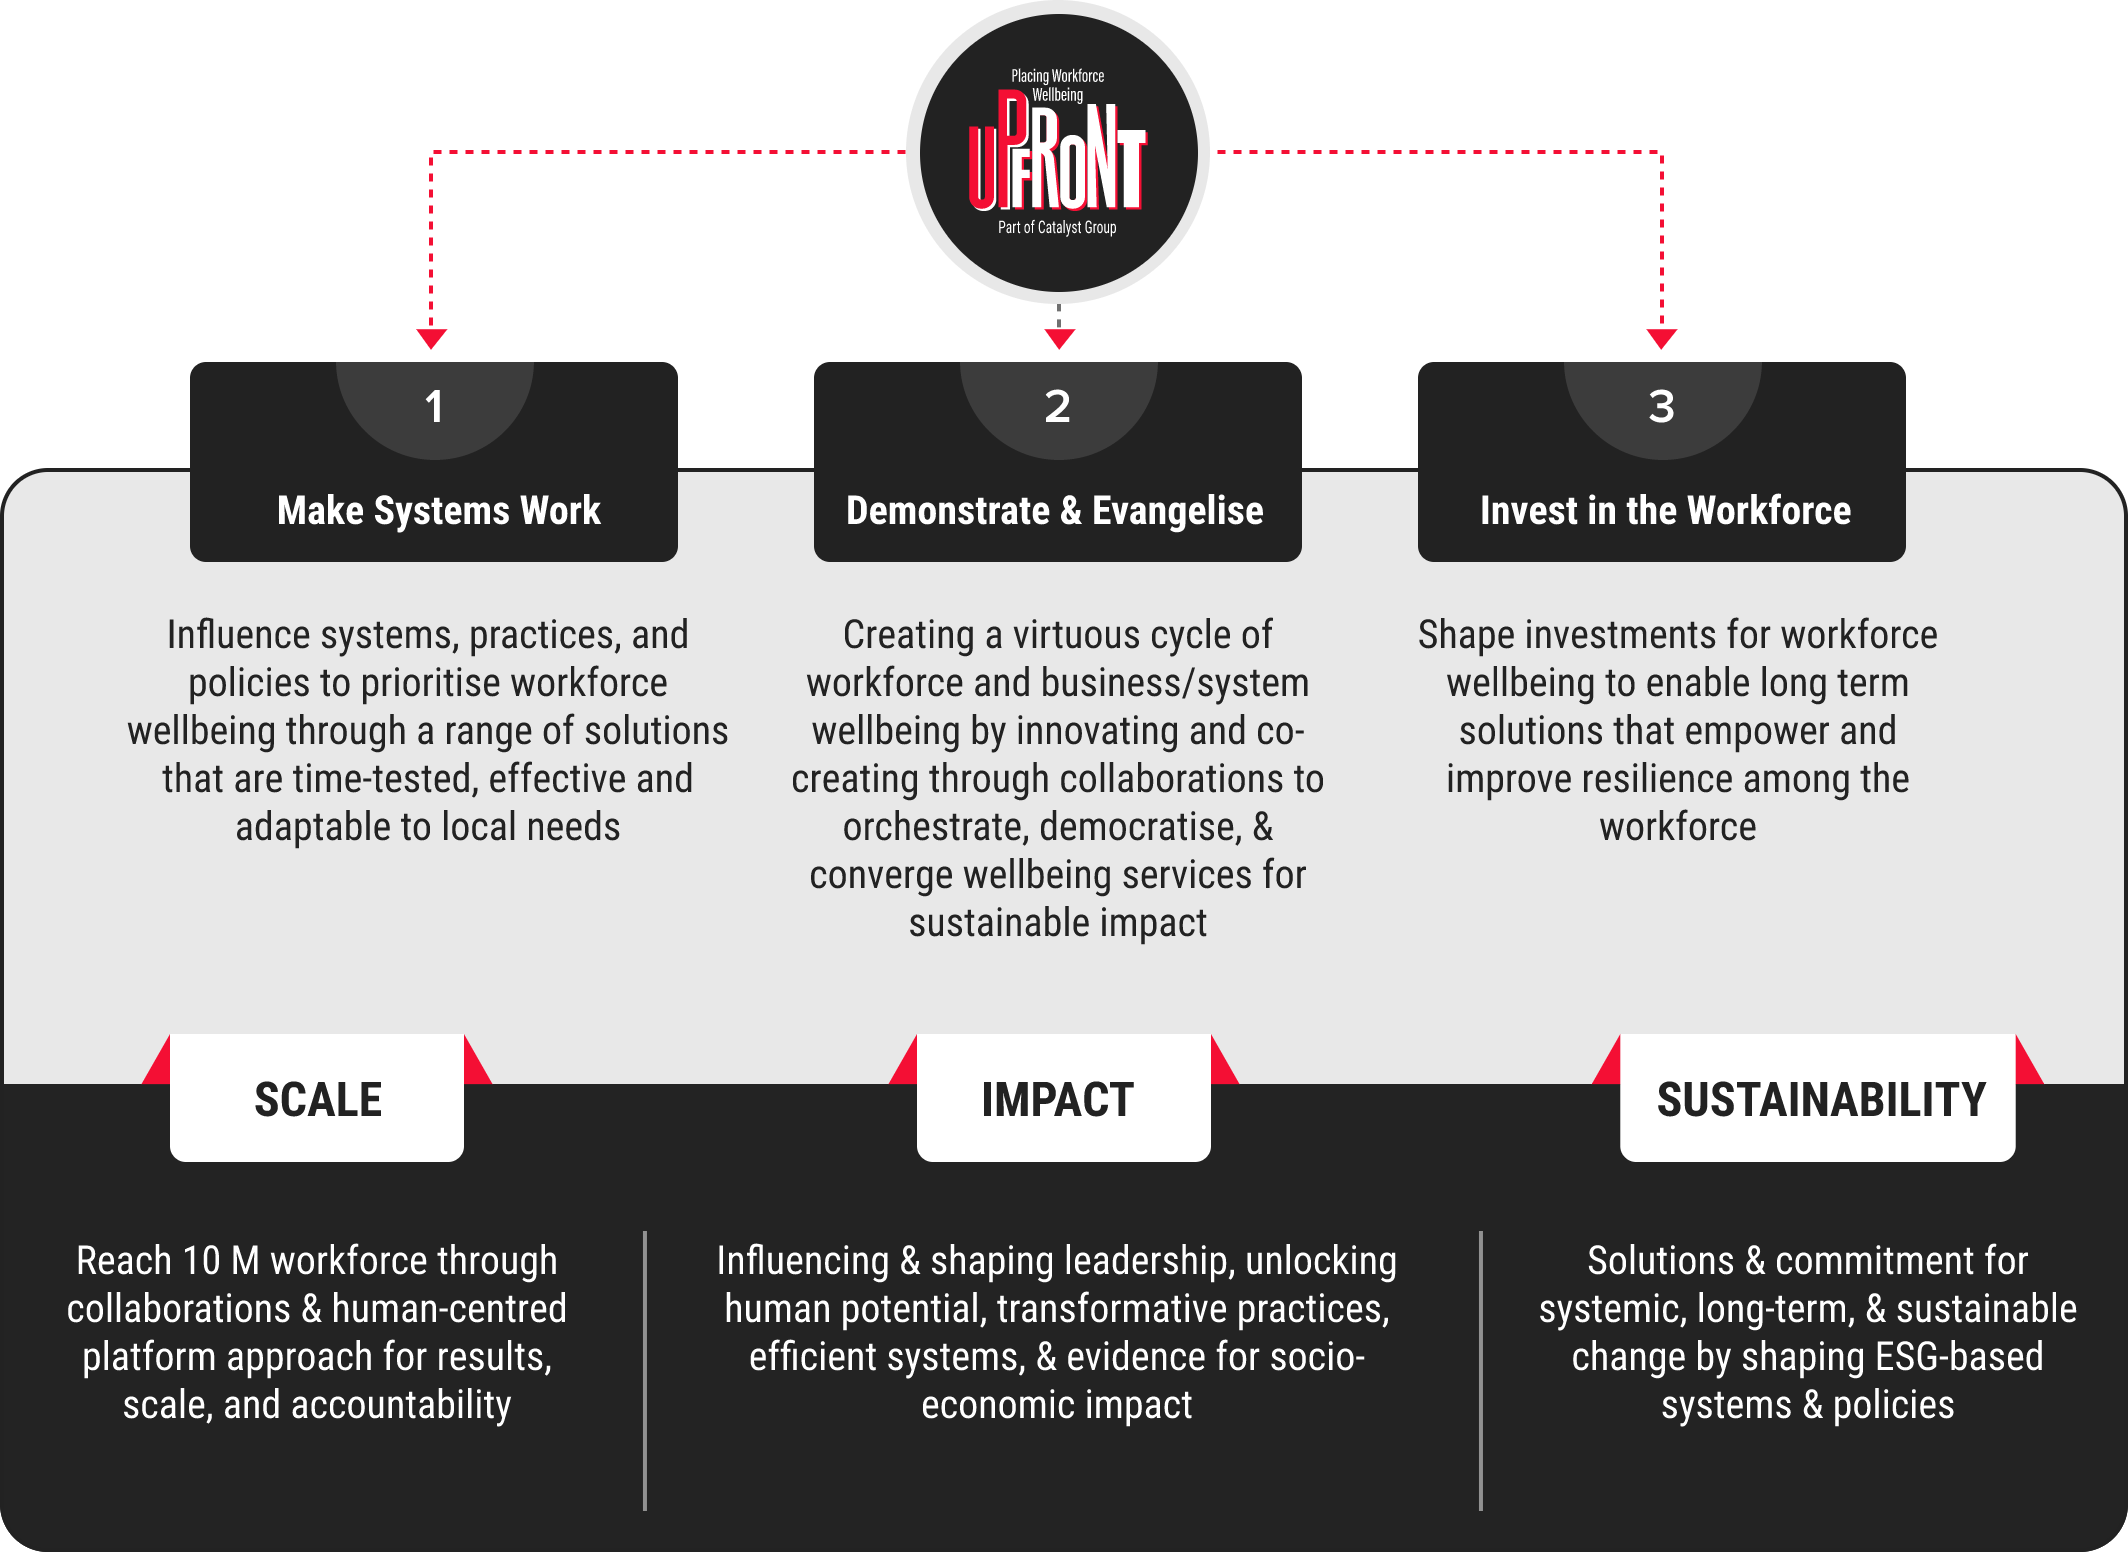 Placing Workforce
Wellbeing
UPFRONT
Part of Catalyst Group
1
Make Systems Work
Influence systems, practices, and
policies to prioritise workforce
wellbeing through a range of solutions
that are time-tested, effective and
adaptable to local needs
2
Demonstrate & Evangelise
Creating a virtuous cycle of
workforce and business/system
wellbeing by innovating and co-
creating through collaborations to
orchestrate, democratise, &
converge wellbeing services for
sustainable impact
3
Invest in the Workforce
Shape investments for workforce
wellbeing to enable long term
solutions that empower and
improve resilience among the
workforce
SCALE
Reach 10 M workforce through
collaborations & human-centred
platform approach for results,
scale, and accountability
IMPACT
Influencing & shaping leadership, unlocking
human potential, transformative practices,
efficient systems, & evidence for socio-
economic impact
SUSTAINABILITY
Solutions & commitment for
systemic, long-term, & sustainable
change by shaping ESG-based
systems & policies